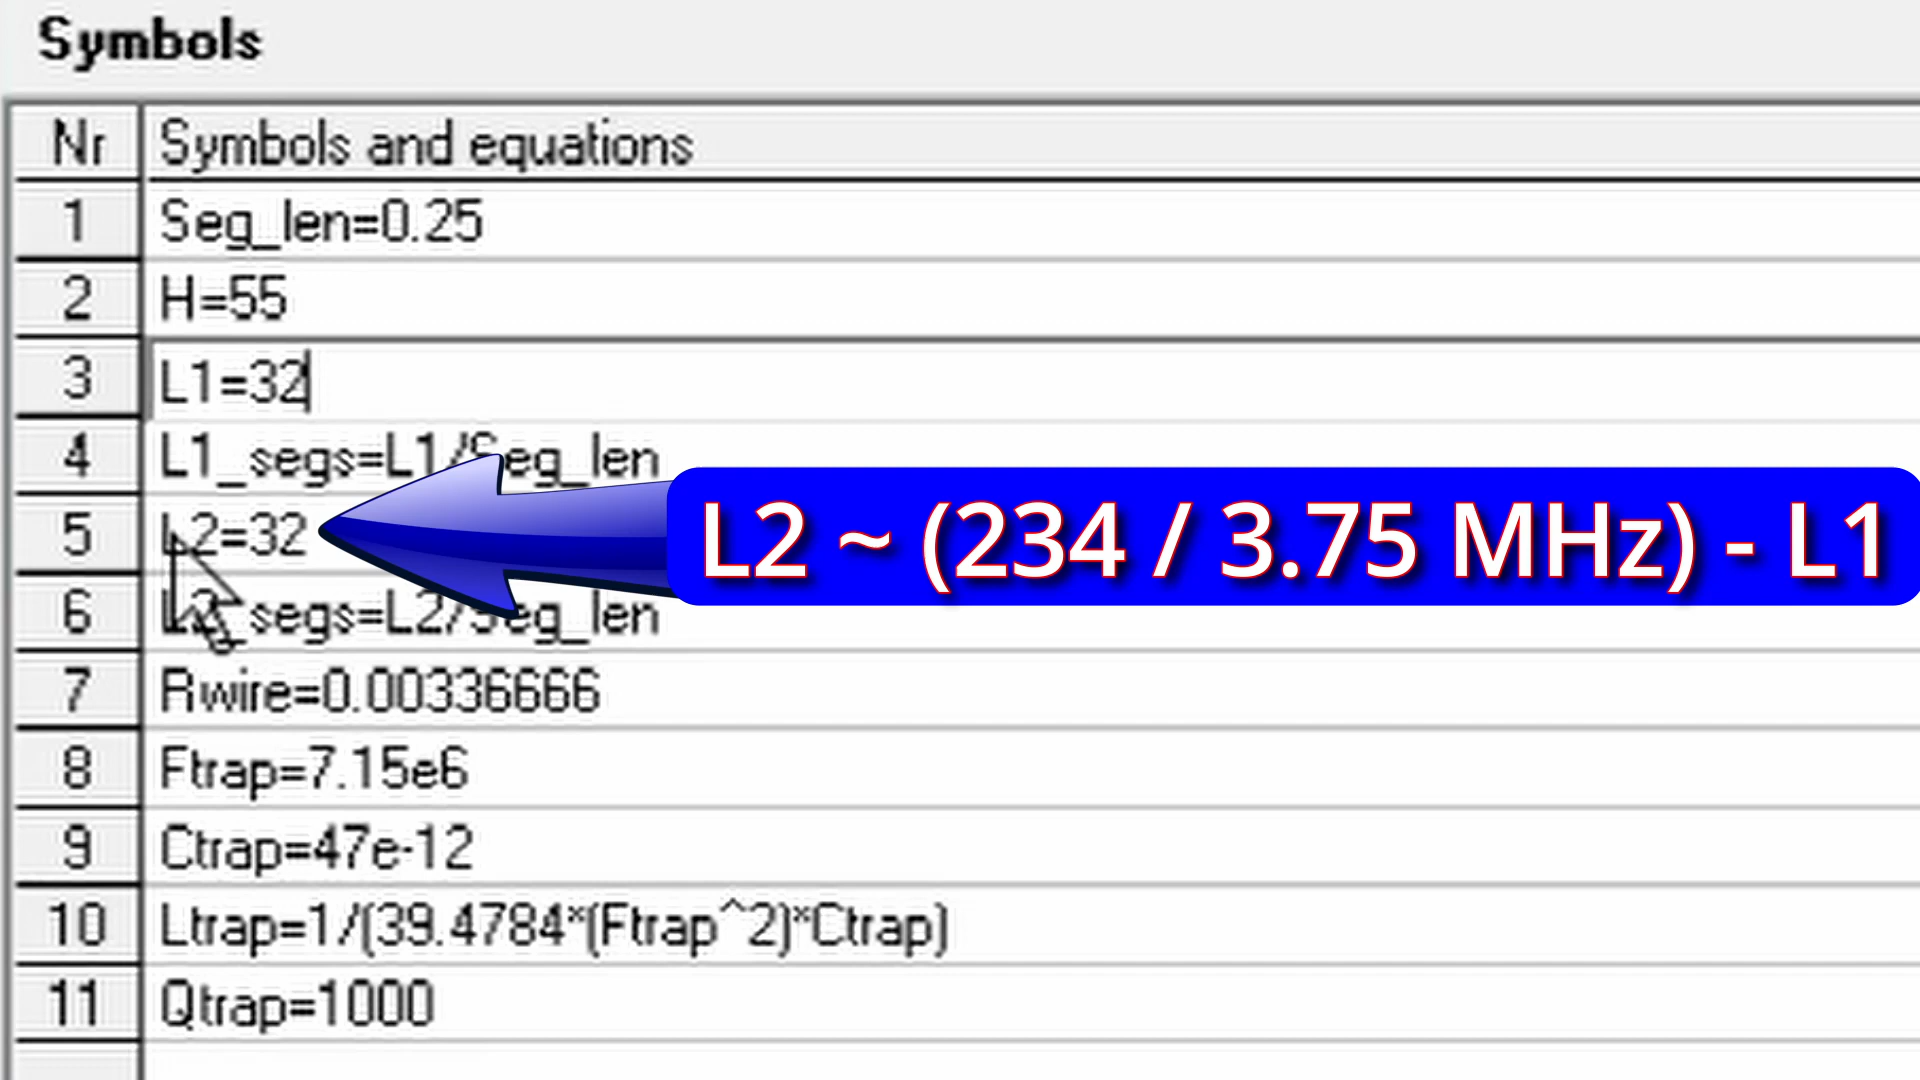 Symbols
Nr Symbols and equations
1 Seg_len=0.25
2 H=55
3 L1=32
4 L1_segs=L1/Seg_len
5 L2=32
L2 ~ (234 / 3.75 MHz) - L1
6 L2_segs=L2/Seg_len
7 Rwire=0.00336666
8 Ftrap=7.15e6
9 Ctrap=47e-12
10 Ltrap=1/(39.4784*(Ftrap^2)*Ctrap)
11 Qtrap=1000